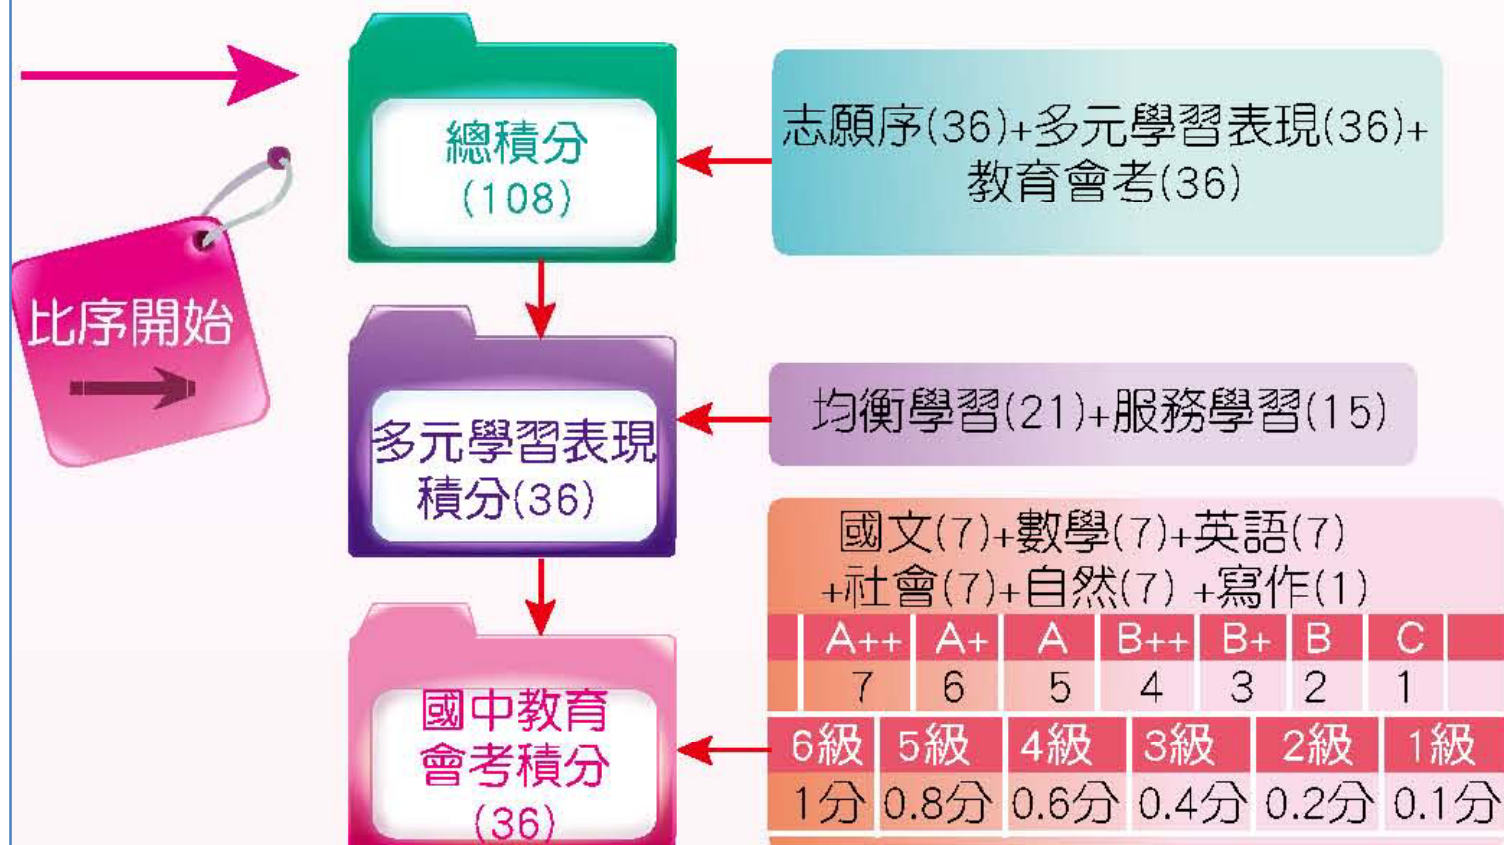 總積分
(108)
志願序(36)+多元學習表現(36)+
教育會考(36)
比序開始
多元學習表現
積分(36)
均衡學習(21)+服務學習(15)
國中教育
會考積分
(36)
國文(7)+數學(7)+英語(7)
+社會(7)+自然(7) +寫作(1)
A++ A+ A B++ B+ B C
7 6 5 4 3 2 1
6級 5級 4級 3級 2級 1級
1分 0.8分 0.6分 0.4分 0.2分 0.1分